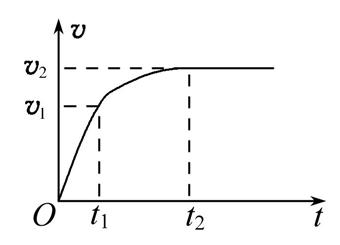 v
v₂
v₁
O t₁ t₂ t